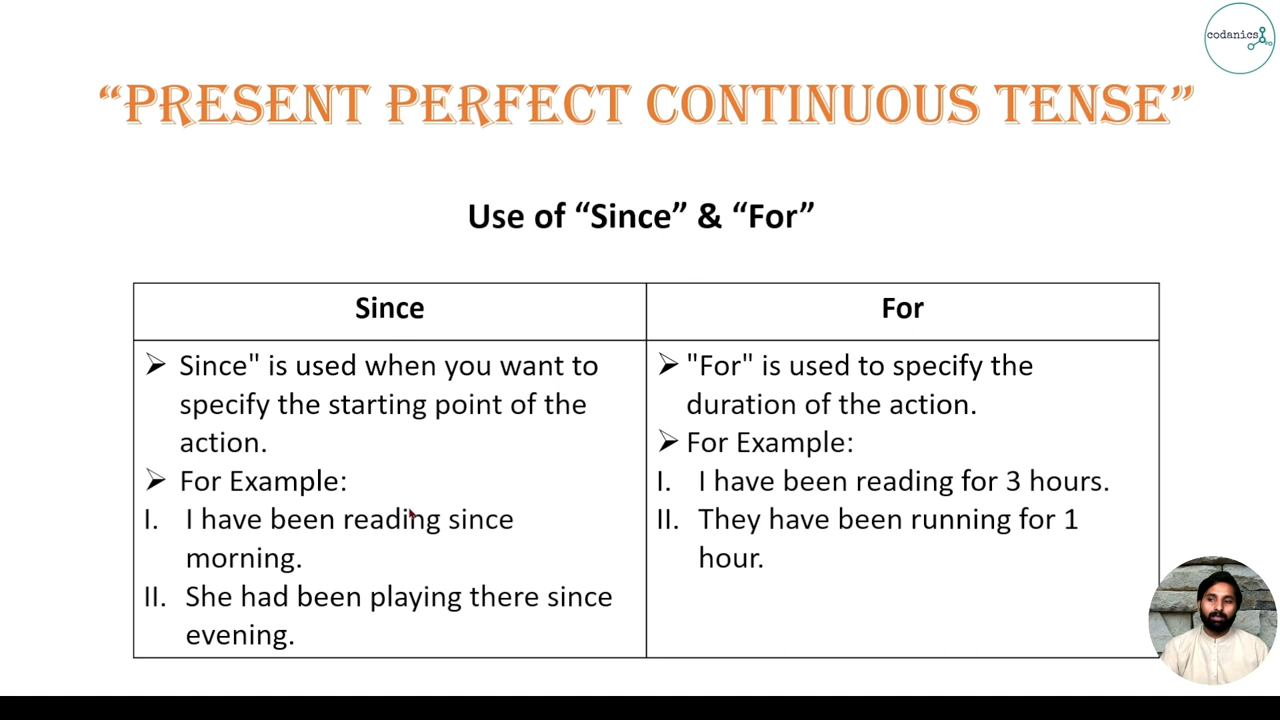 codanics
“PRESENT PERFECT CONTINUOUS TENSE”
Use of “Since” & “For”
Since
➢ Since" is used when you want to
specify the starting point of the
action.
➢ For Example:
I. I have been reading since
morning.
II. She had been playing there since
evening.
For
➢ "For" is used to specify the
duration of the action.
➢ For Example:
I. I have been reading for 3 hours.
II. They have been running for 1
hour.